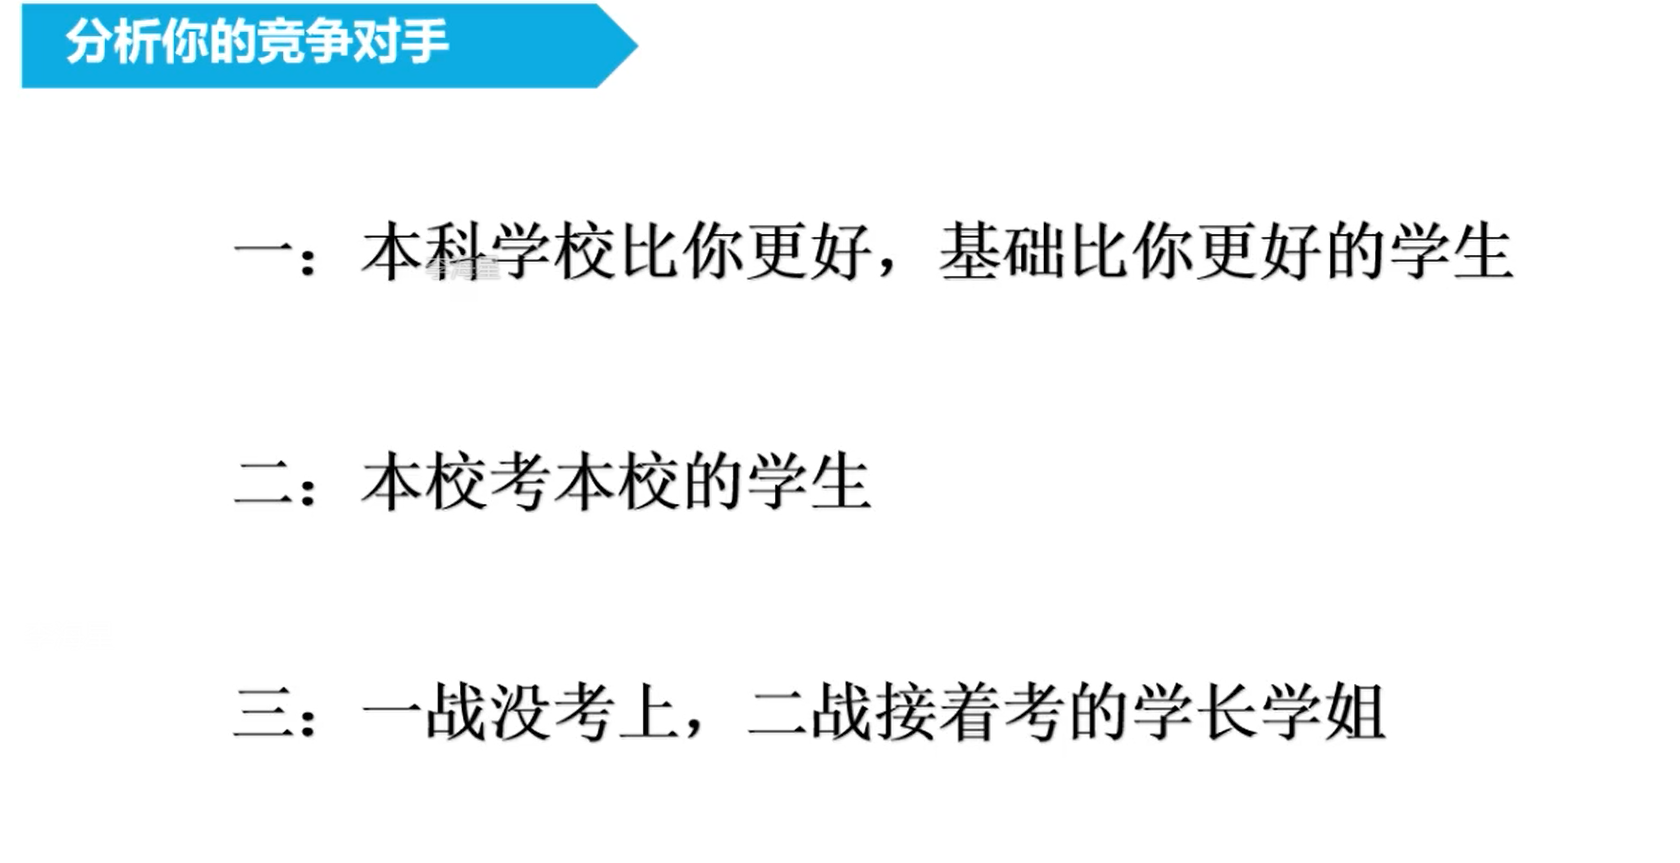 分析你的竞争对手
一：本科学校比你更好，基础比你更好的学生
二：本校考本校的学生
三：一战没考上，二战接着考的学长学姐